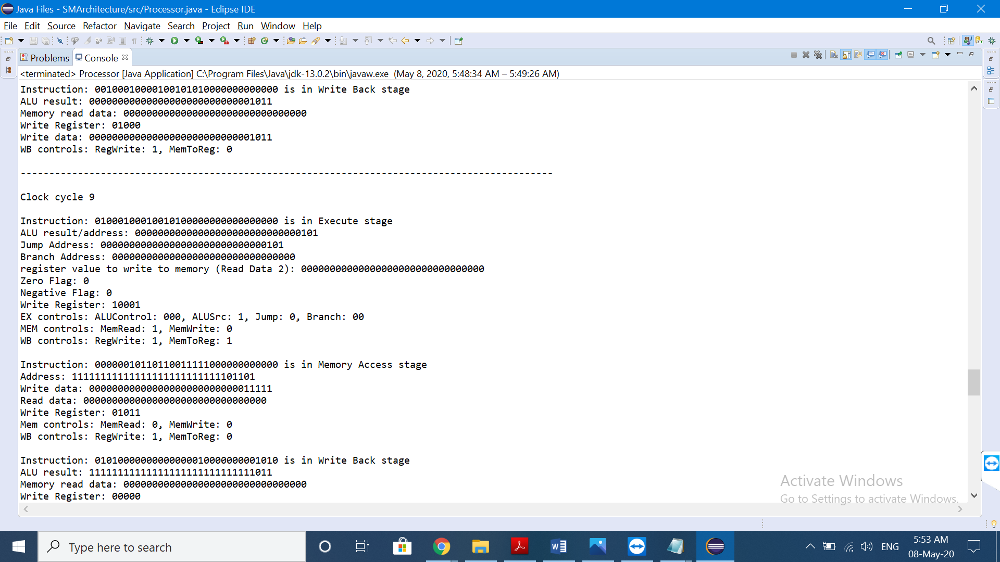 Java Files - SMArchitecture/src/Processor.java - Eclipse IDE
File Edit Source Refactor Navigate Search Project Run Window Help
Problems Console
<terminated> Processor [Java Application] C:\Program Files\Java\jdk-13.0.2\bin\javaw.exe (May 8, 2020, 5:48:34 AM – 5:49:26 AM)
Instruction: 00100010000100101010000000000000 is in Write Back stage
ALU result: 00000000000000000000000000001011
Memory read data: 00000000000000000000000000000000
Write Register: 01000
Write data: 00000000000000000000000000001011
WB controls: RegWrite: 1, MemToReg: 0
---------------------------------------------------------------------------------------------
Clock cycle 9
Instruction: 01000100010010100000000000000000 is in Execute stage
ALU result/address: 00000000000000000000000000000101
Jump Address: 00000000000000000000000000000101
Branch Address: 00000000000000000000000000000000
register value to write to memory (Read Data 2): 00000000000000000000000000000000
Zero Flag: 0
Negative Flag: 0
Write Register: 10001
EX controls: ALUControl: 000, ALUSrc: 1, Jump: 0, Branch: 00
MEM controls: MemRead: 1, MemWrite: 0
WB controls: RegWrite: 1, MemToReg: 1
Instruction: 00000010110110011111000000000000 is in Memory Access stage
Address: 11111111111111111111111111101101
Write data: 00000000000000000000000000011111
Read data: 00000000000000000000000000000000
Write Register: 01011
Mem controls: MemRead: 0, MemWrite: 0
WB controls: RegWrite: 1, MemToReg: 0
Instruction: 01010000000000000010000000001010 is in Write Back stage
ALU result: 11111111111111111111111111111011
Memory read data: 00000000000000000000000000000000
Write Register: 00000
Activate Windows
Go to Settings to activate Windows.
Type here to search
ENG
5:53 AM
08-May-20